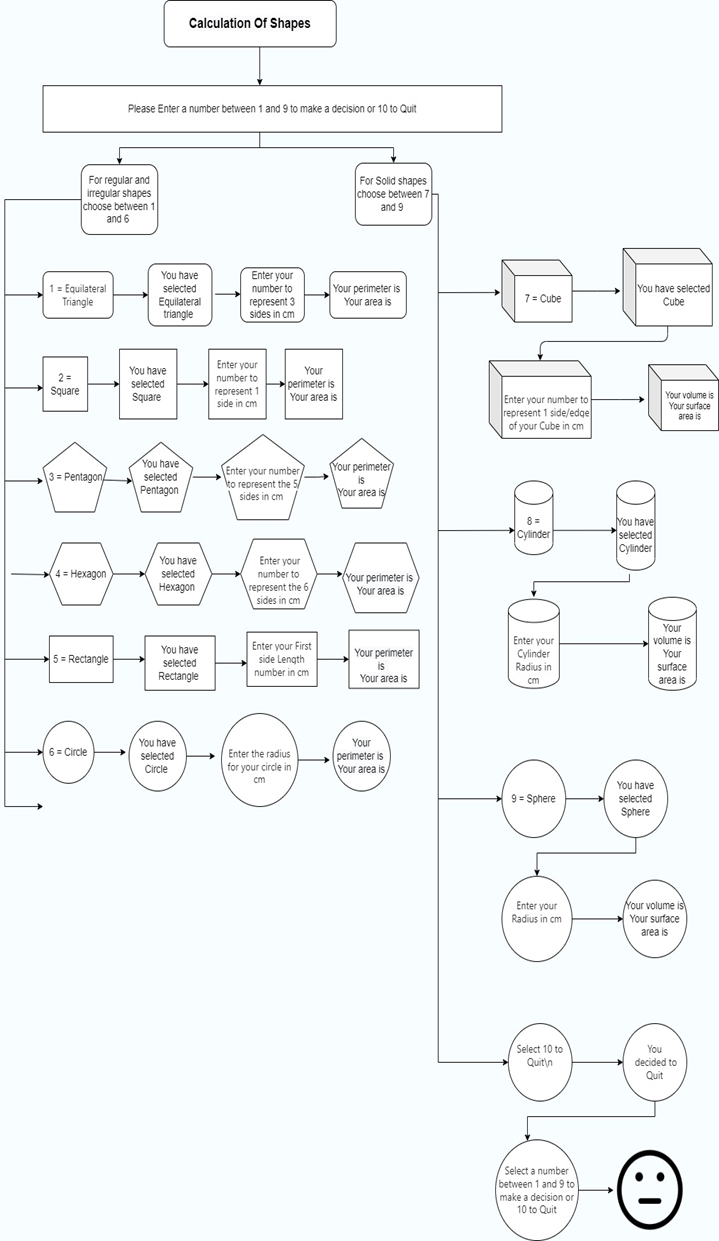 Calculation Of Shapes
Please Enter a number between 1 and 9 to make a decision or 10 to Quit
For regular and
irregular shapes
choose between 1
and 6
For Solid shapes
choose between 7
and 9
1 = Equilateral
Triangle
You have
selected
Equilateral
triangle
Enter your
number to
represent 3
sides in cm
Your perimeter is
Your area is
2 =
Square
You have
selected
Square
Enter your
number to
represent 1
side in cm
Your
perimeter is
Your area is
3 = Pentagon
You have
selected
Pentagon
Enter your number
to represent the 5
sides in cm
Your perimeter
is
Your area is
4 = Hexagon
You have
selected
Hexagon
Enter your
number to
represent the 6
sides in cm
Your perimeter is
Your area is
5 = Rectangle
You have
selected
Rectangle
Enter your First
side Length
number in cm
Your perimeter
is
Your area is
6 = Circle
You have
selected
Circle
Enter the radius
for your circle in
cm
Your
perimeter is
Your area is
7 = Cube
You have selected
Cube
Enter your number to
represent 1 side/edge
of your Cube in cm
Your volume is
Your surface
area is
8 =
Cylinder
You have
selected
Cylinder
Enter your
Cylinder
Radius in
cm
Your
volume is
Your
surface
area is
9 = Sphere
You have
selected
Sphere
Enter your
Radius in cm
Your volume is
Your surface
area is
Select 10 to
Quit\n
You
decided to
Quit
Select a number
between 1 and 9 to
make a decision or
10 to Quit